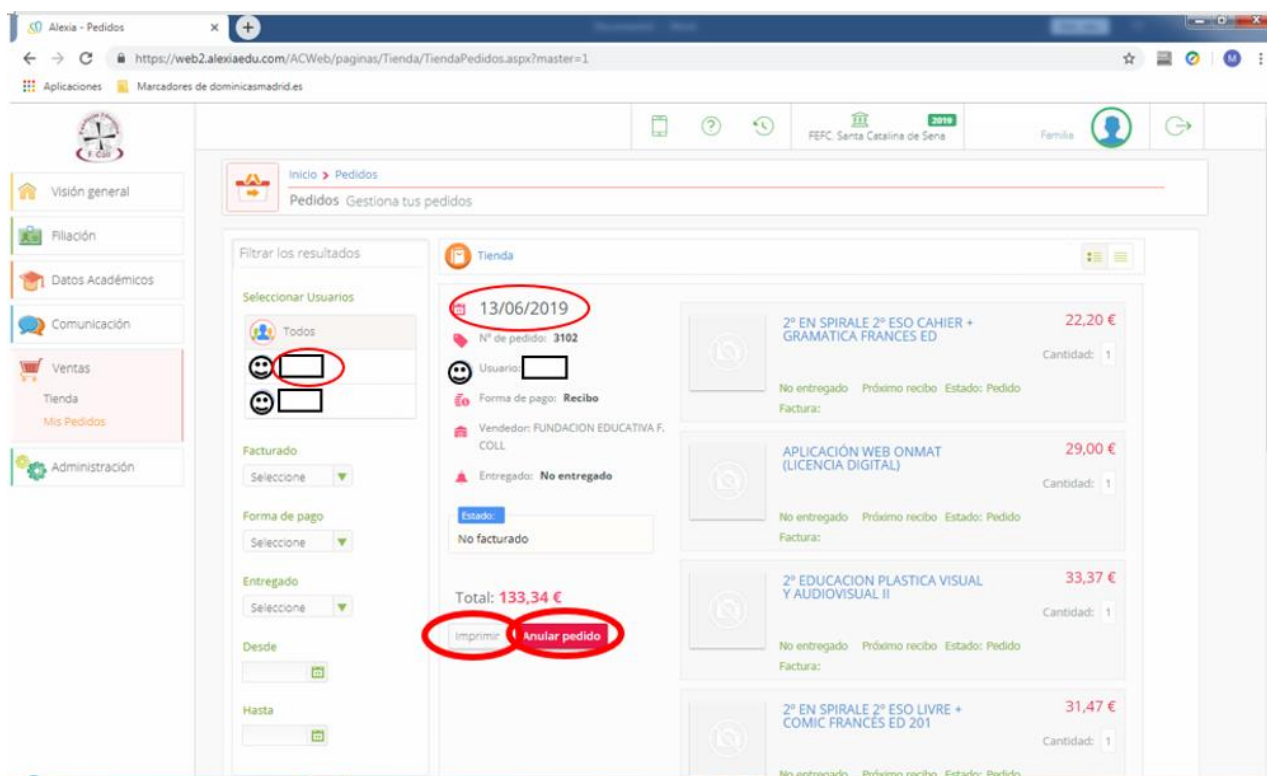 Alexia - Pedidos
https://web2.alexiaedu.com/ACWeb/paginas/Tienda/TiendaPedidos.aspx?master=1
M
Aplicaciones
Marcadores de dominicasmadrid.es
F. Coll
2019
FEFC. Santa Catalina de Sena
Familia
Visión general
Filiación
Datos Académicos
Comunicación
Ventas
Tienda
Mis Pedidos
Administración
Inicio > Pedidos
Pedidos Gestiona tus pedidos
Filtrar los resultados
Seleccionar Usuarios
Todos
Facturado
Seleccione
Forma de pago
Seleccione
Entregado
Seleccione
Desde
Hasta
Tienda
13/06/2019
Nº de pedido: 3102
Usuario:
Forma de pago: Recibo
Vendedor: FUNDACION EDUCATIVA F.
COLL
Entregado: No entregado
Estado:
No facturado
Total: 133,34 €
Imprimir
Anular pedido
2º EN SPIRALE 2º ESO CAHIER +
GRAMATICA FRANCES ED
22,20 €
Cantidad: 1
No entregado Próximo recibo Estado: Pedido
Factura:
APLICACIÓN WEB ONMAT
(LICENCIA DIGITAL)
29,00 €
Cantidad: 1
No entregado Próximo recibo Estado: Pedido
Factura:
2º EDUCACION PLASTICA VISUAL
Y AUDIOVISUAL II
33,37 €
Cantidad: 1
No entregado Próximo recibo Estado: Pedido
Factura:
2º EN SPIRALE 2º ESO LIVRE +
COMIC FRANCÉS ED 201
31,47 €
Cantidad: 1
No entregado Próximo recibo Estado: Pedido